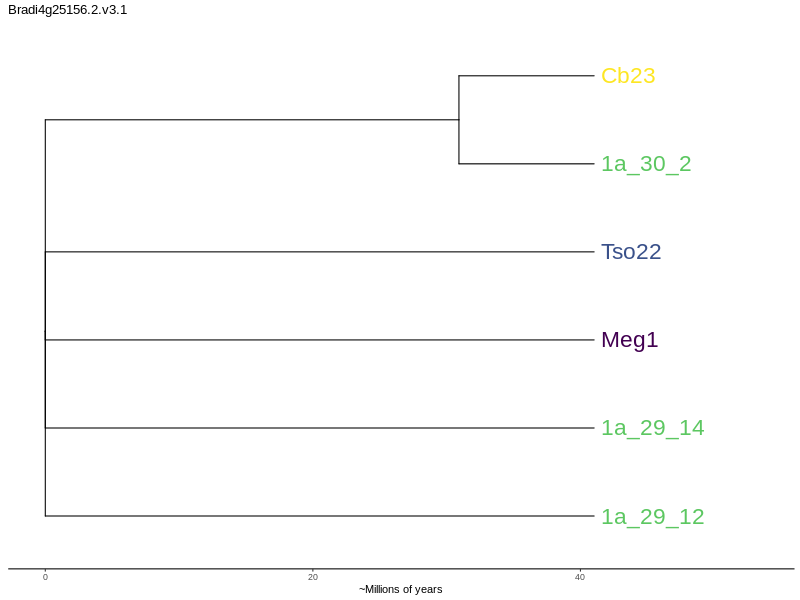 Bradi4g25156.2.v3.1
Cb23
1a_30_2
Tso22
Meg1
1a_29_14
1a_29_12
0 20 40
~Millions of years